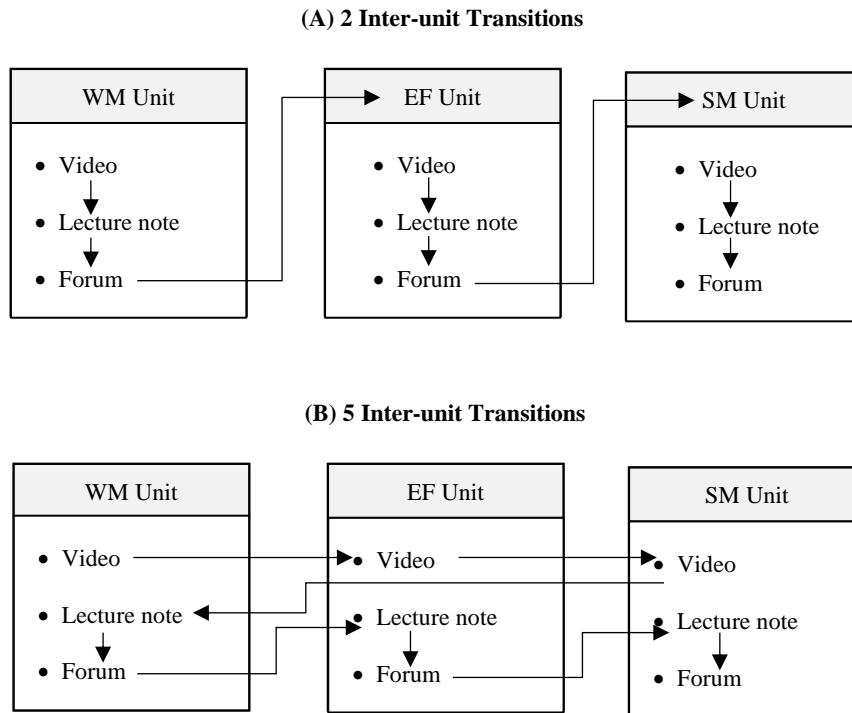 (A) 2 Inter-unit Transitions
WM Unit
• Video
• Lecture note
• Forum
EF Unit
• Video
• Lecture note
• Forum
SM Unit
• Video
• Lecture note
• Forum
(B) 5 Inter-unit Transitions
WM Unit
• Video
• Lecture note
• Forum
EF Unit
• Video
• Lecture note
• Forum
SM Unit
• Video
• Lecture note
• Forum